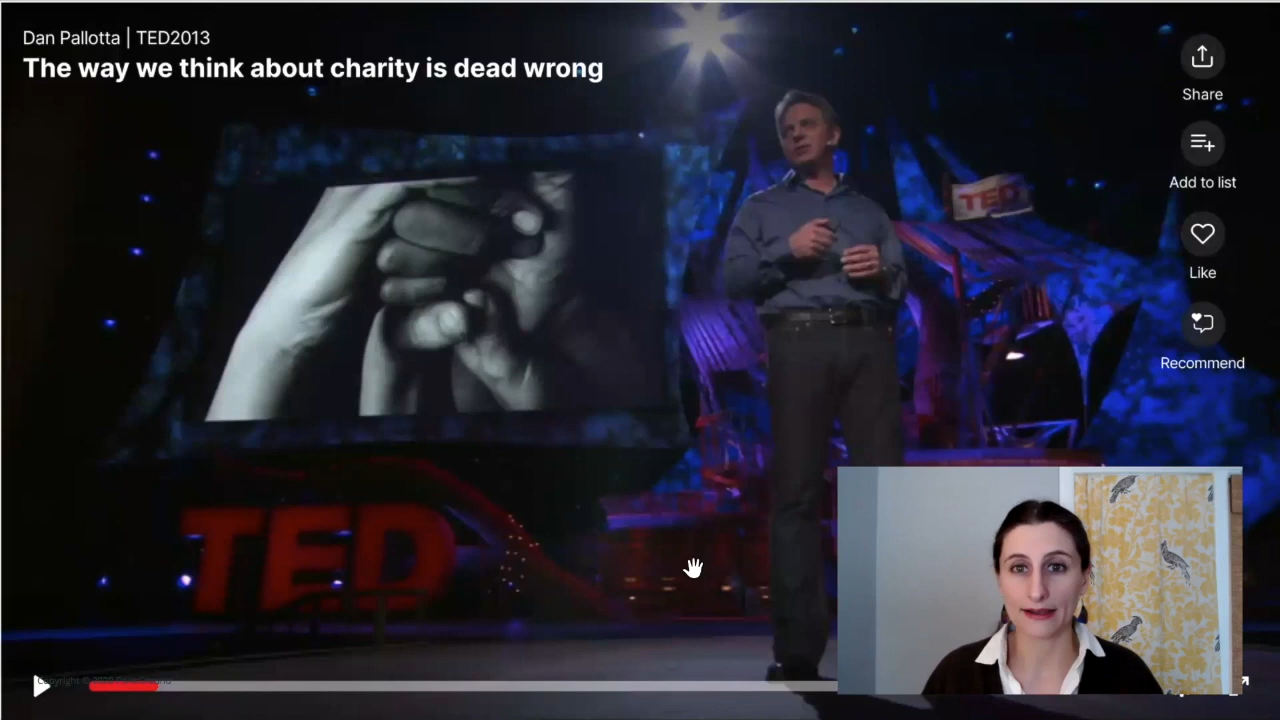 Dan Pallotta | TED2013
The way we think about charity is dead wrong
Share
Add to list
Like
Recommend
TED
TED
Copyright ©